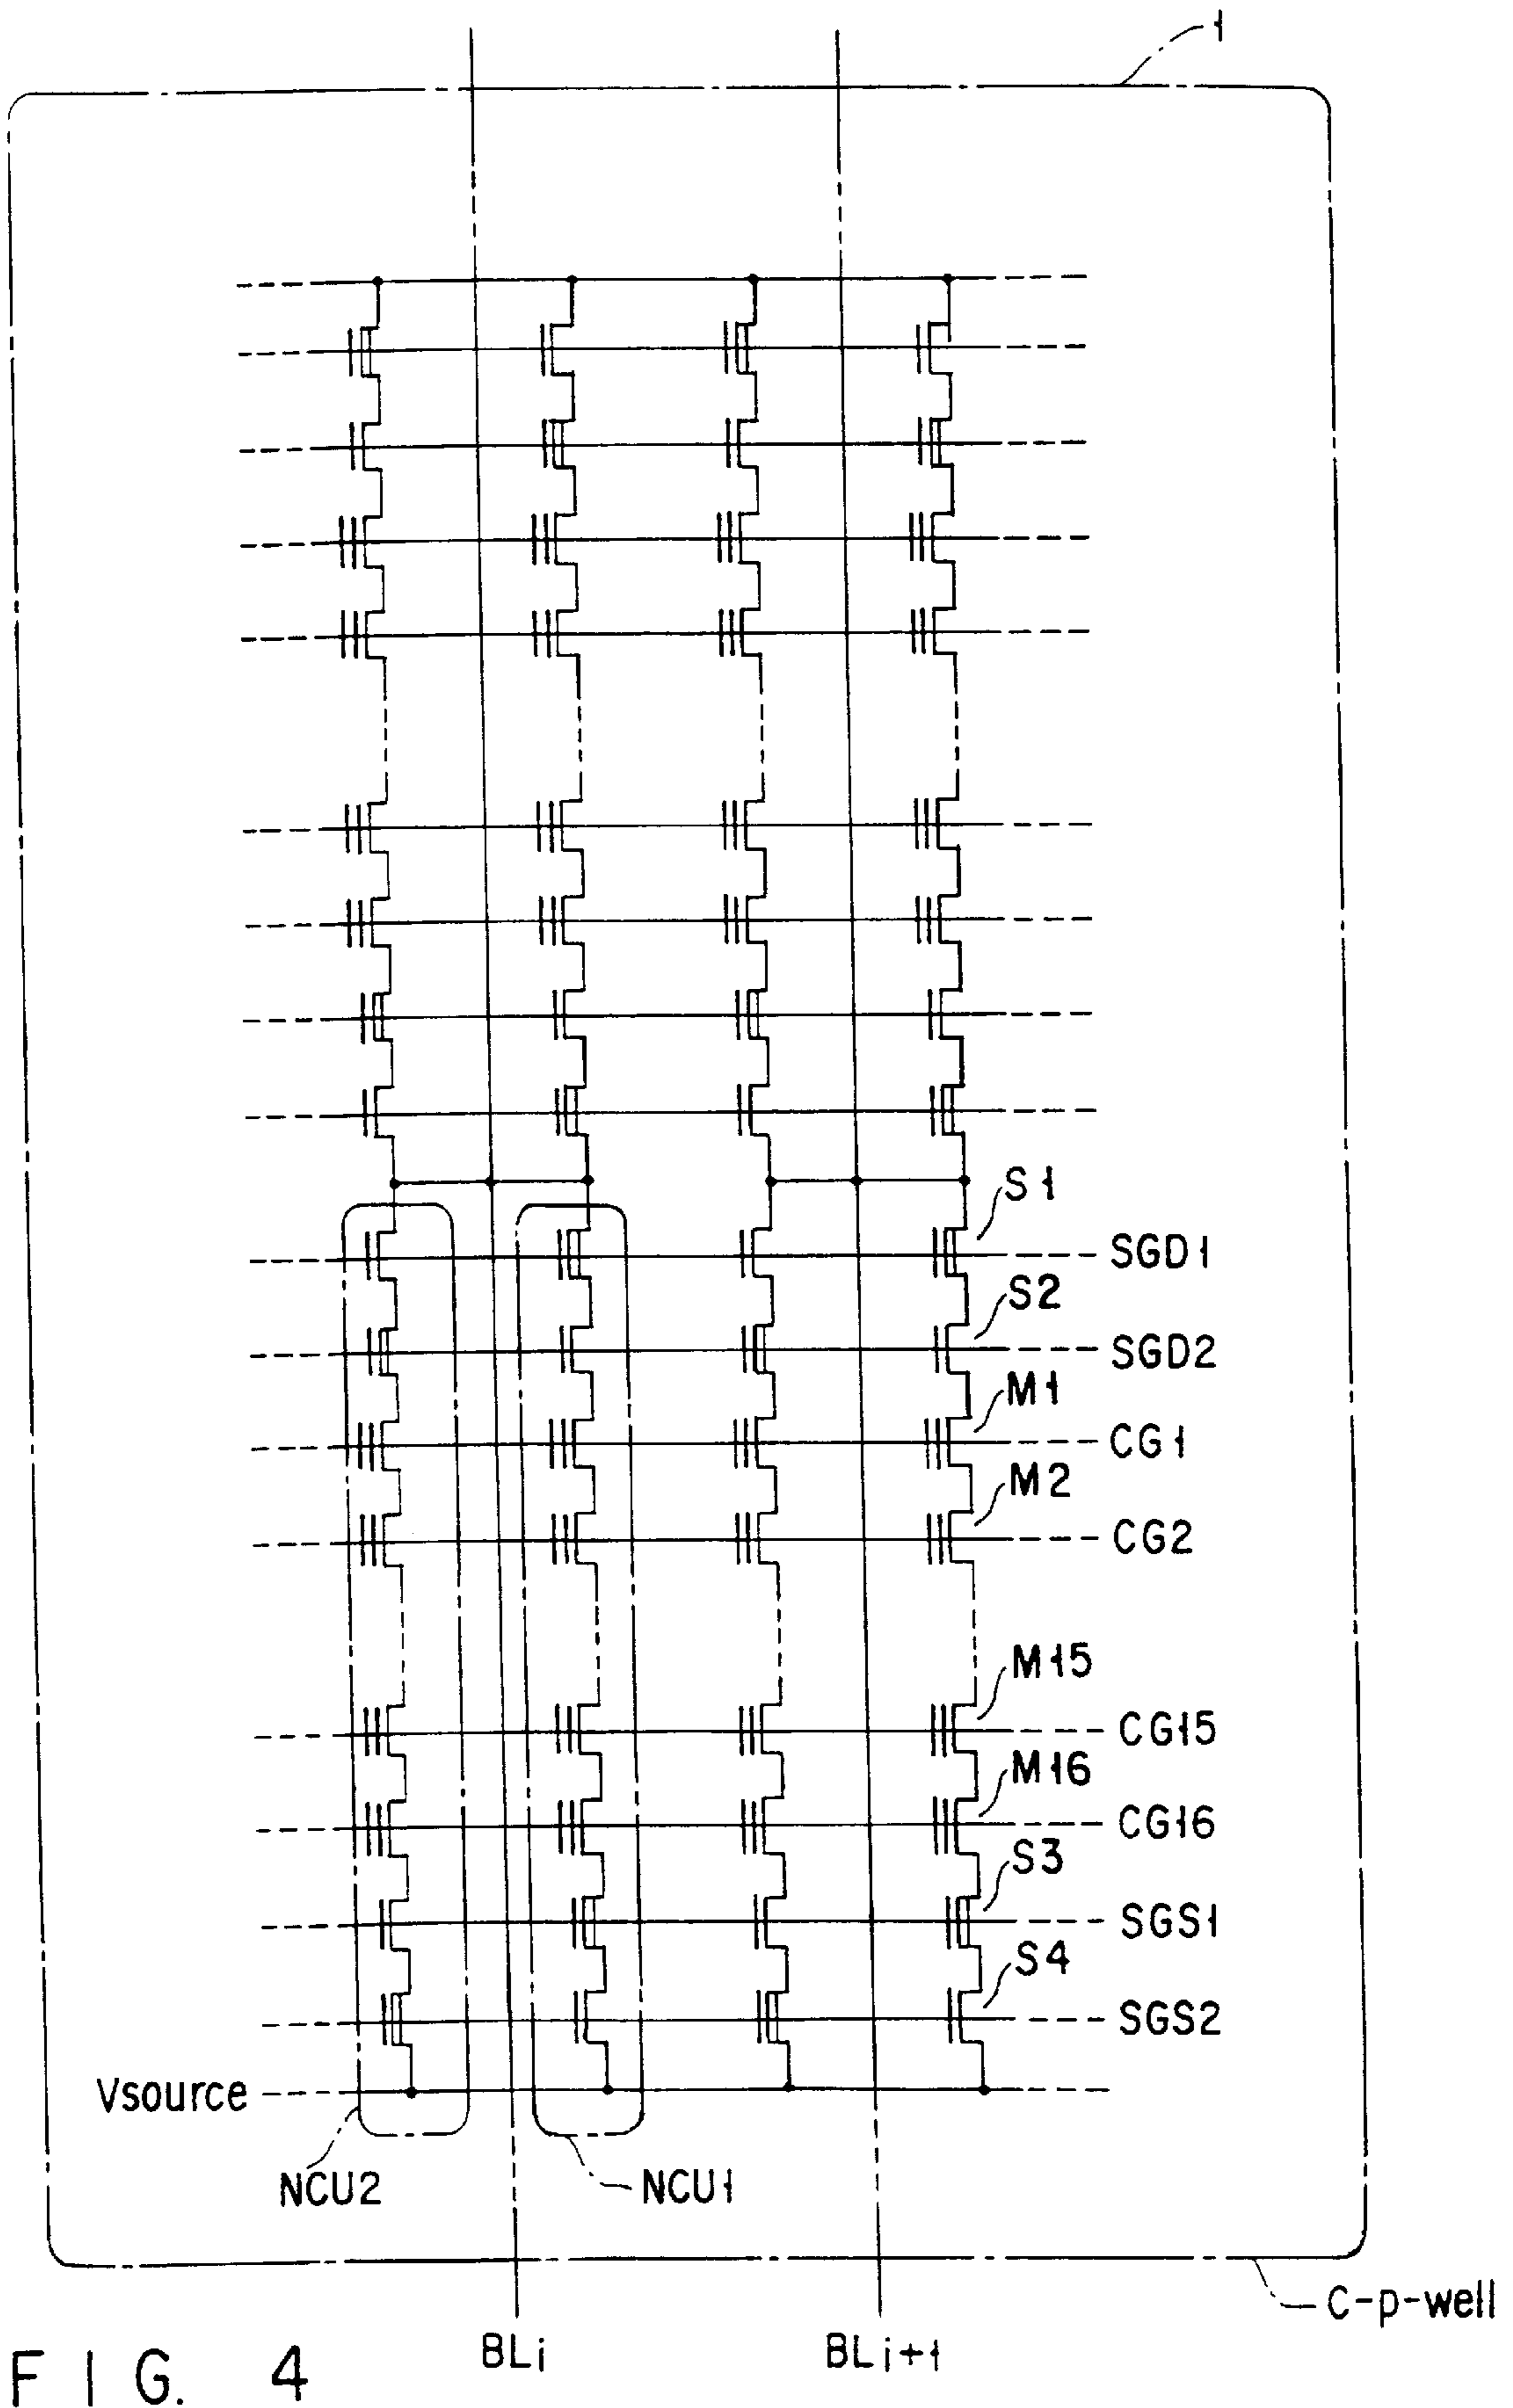 1
S1
SGD1
S2
SGD2
M1
CG1
M2
CG2
M15
CG15
M16
CG16
S3
SGS1
S4
SGS2
Vsource
NCU2
NCU1
C-p-well
BLi
BLi+1
FIG. 4